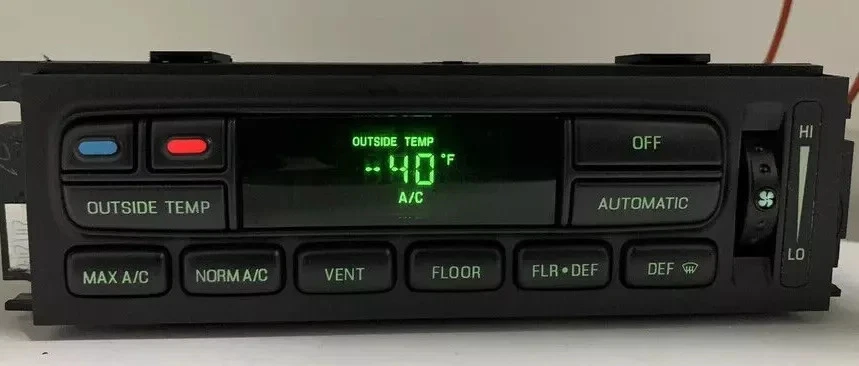 OUTSIDE TEMP
-40 °F
A/C
OFF
HI
OUTSIDE TEMP
AUTOMATIC
LO
MAX A/C
NORM A/C
VENT
FLOOR
FLR • DEF
DEF